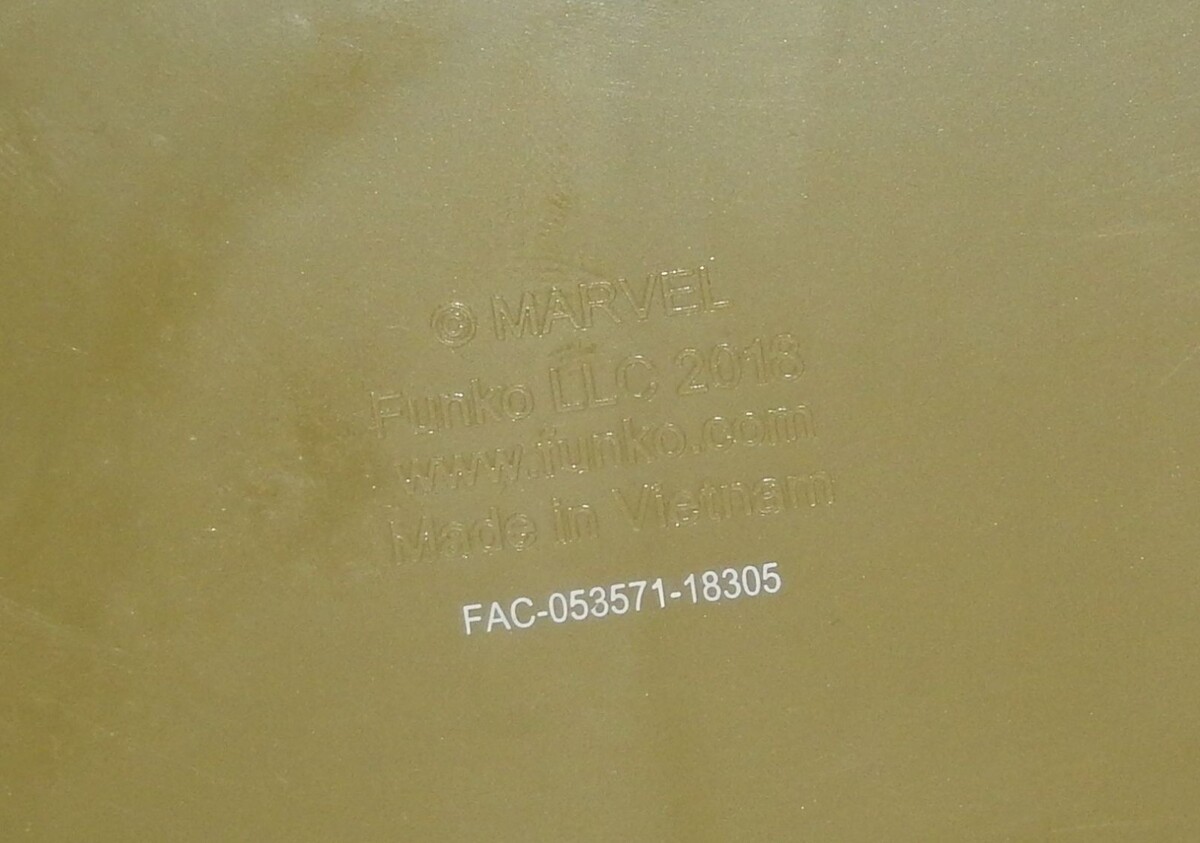 © MARVEL
Funko LLC 2018
www.funko.com
Made in Vietnam
FAC-053571-18305